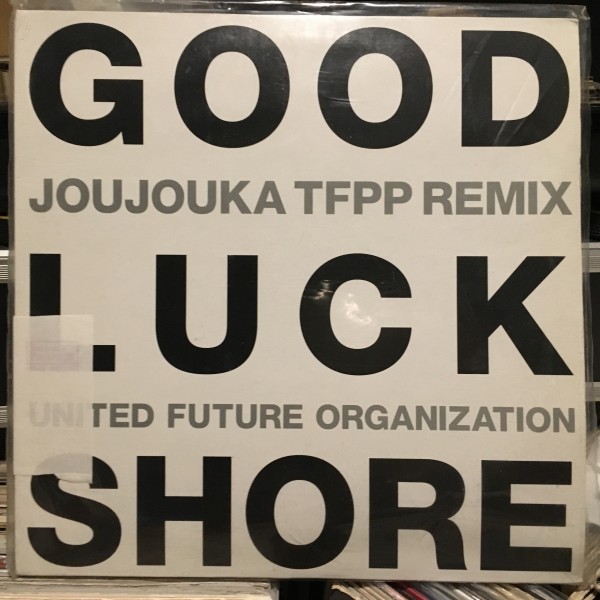 GOOD
JOUJOUKA TFPP REMIX
LUCK
UNITED FUTURE ORGANIZATION
SHORE